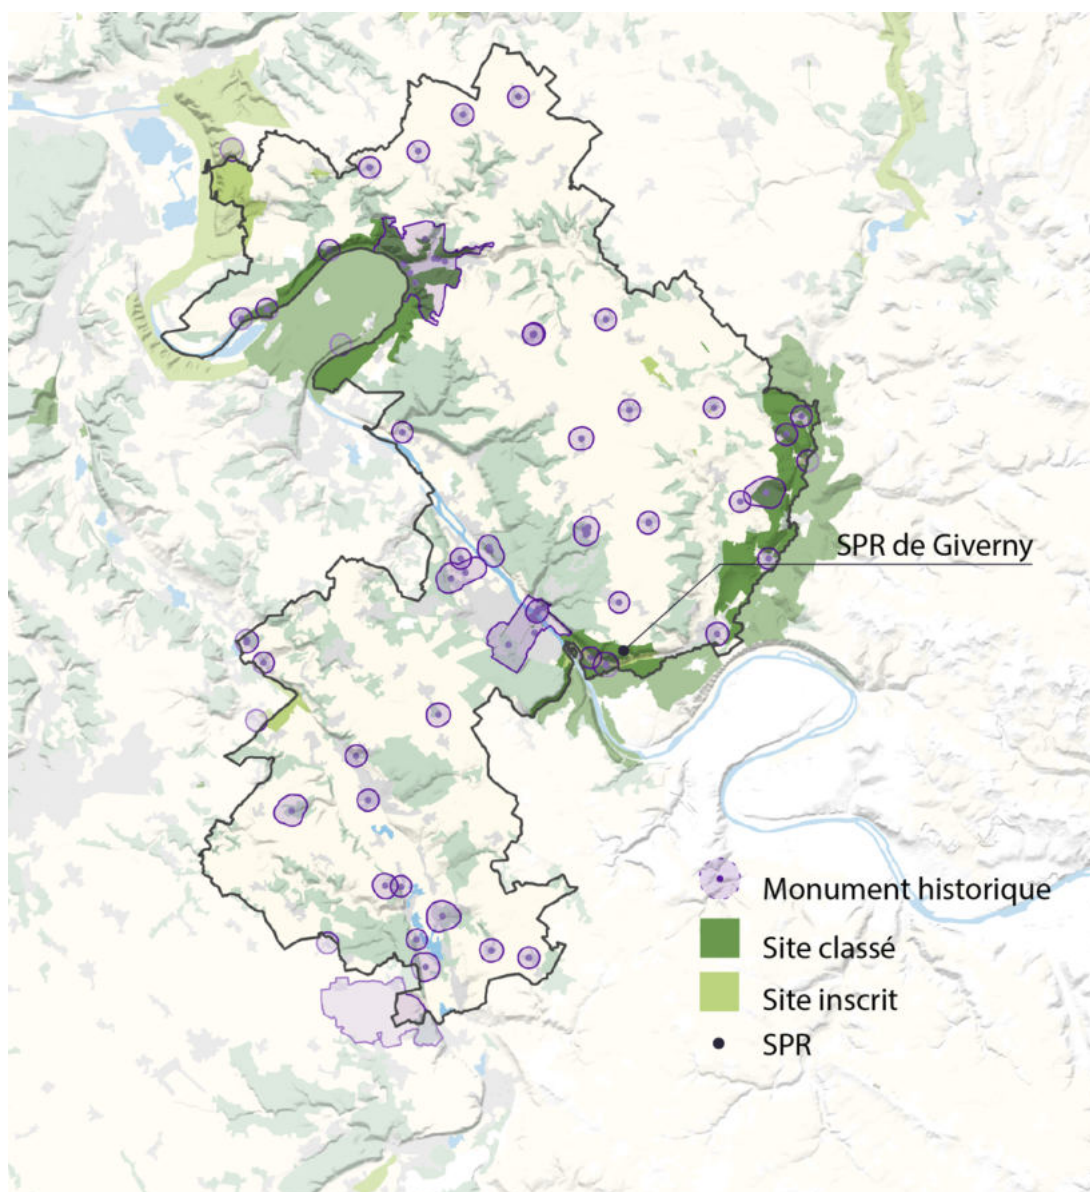 SPR de Giverny
Monument historique
Site classé
Site inscrit
SPR